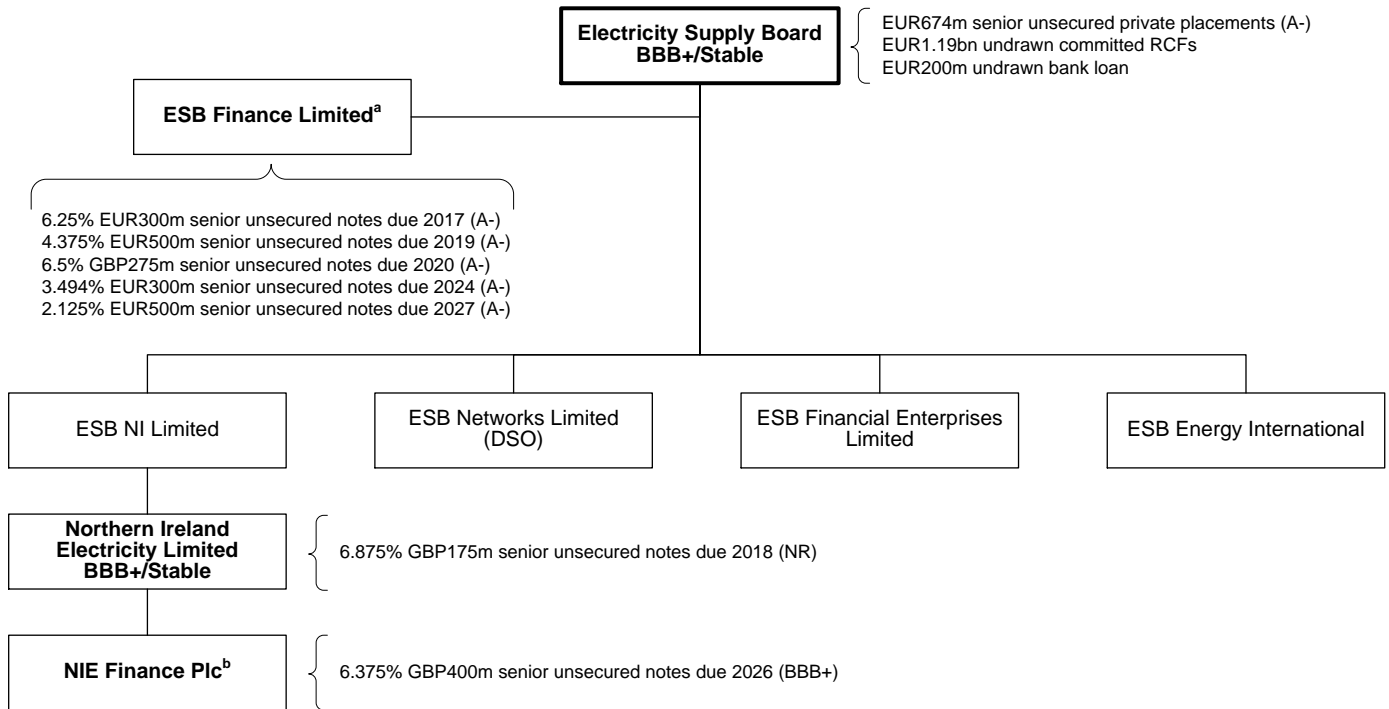 Electricity Supply Board
BBB+/Stable
EUR674m senior unsecured private placements (A-)
EUR1.19bn undrawn committed RCFs
EUR200m undrawn bank loan
ESB Finance Limitedᵃ
6.25% EUR300m senior unsecured notes due 2017 (A-)
4.375% EUR500m senior unsecured notes due 2019 (A-)
6.5% GBP275m senior unsecured notes due 2020 (A-)
3.494% EUR300m senior unsecured notes due 2024 (A-)
2.125% EUR500m senior unsecured notes due 2027 (A-)
ESB NI Limited
ESB Networks Limited
(DSO)
ESB Financial Enterprises
Limited
ESB Energy International
Northern Ireland
Electricity Limited
BBB+/Stable
6.875% GBP175m senior unsecured notes due 2018 (NR)
NIE Finance Plcᵇ
6.375% GBP400m senior unsecured notes due 2026 (BBB+)